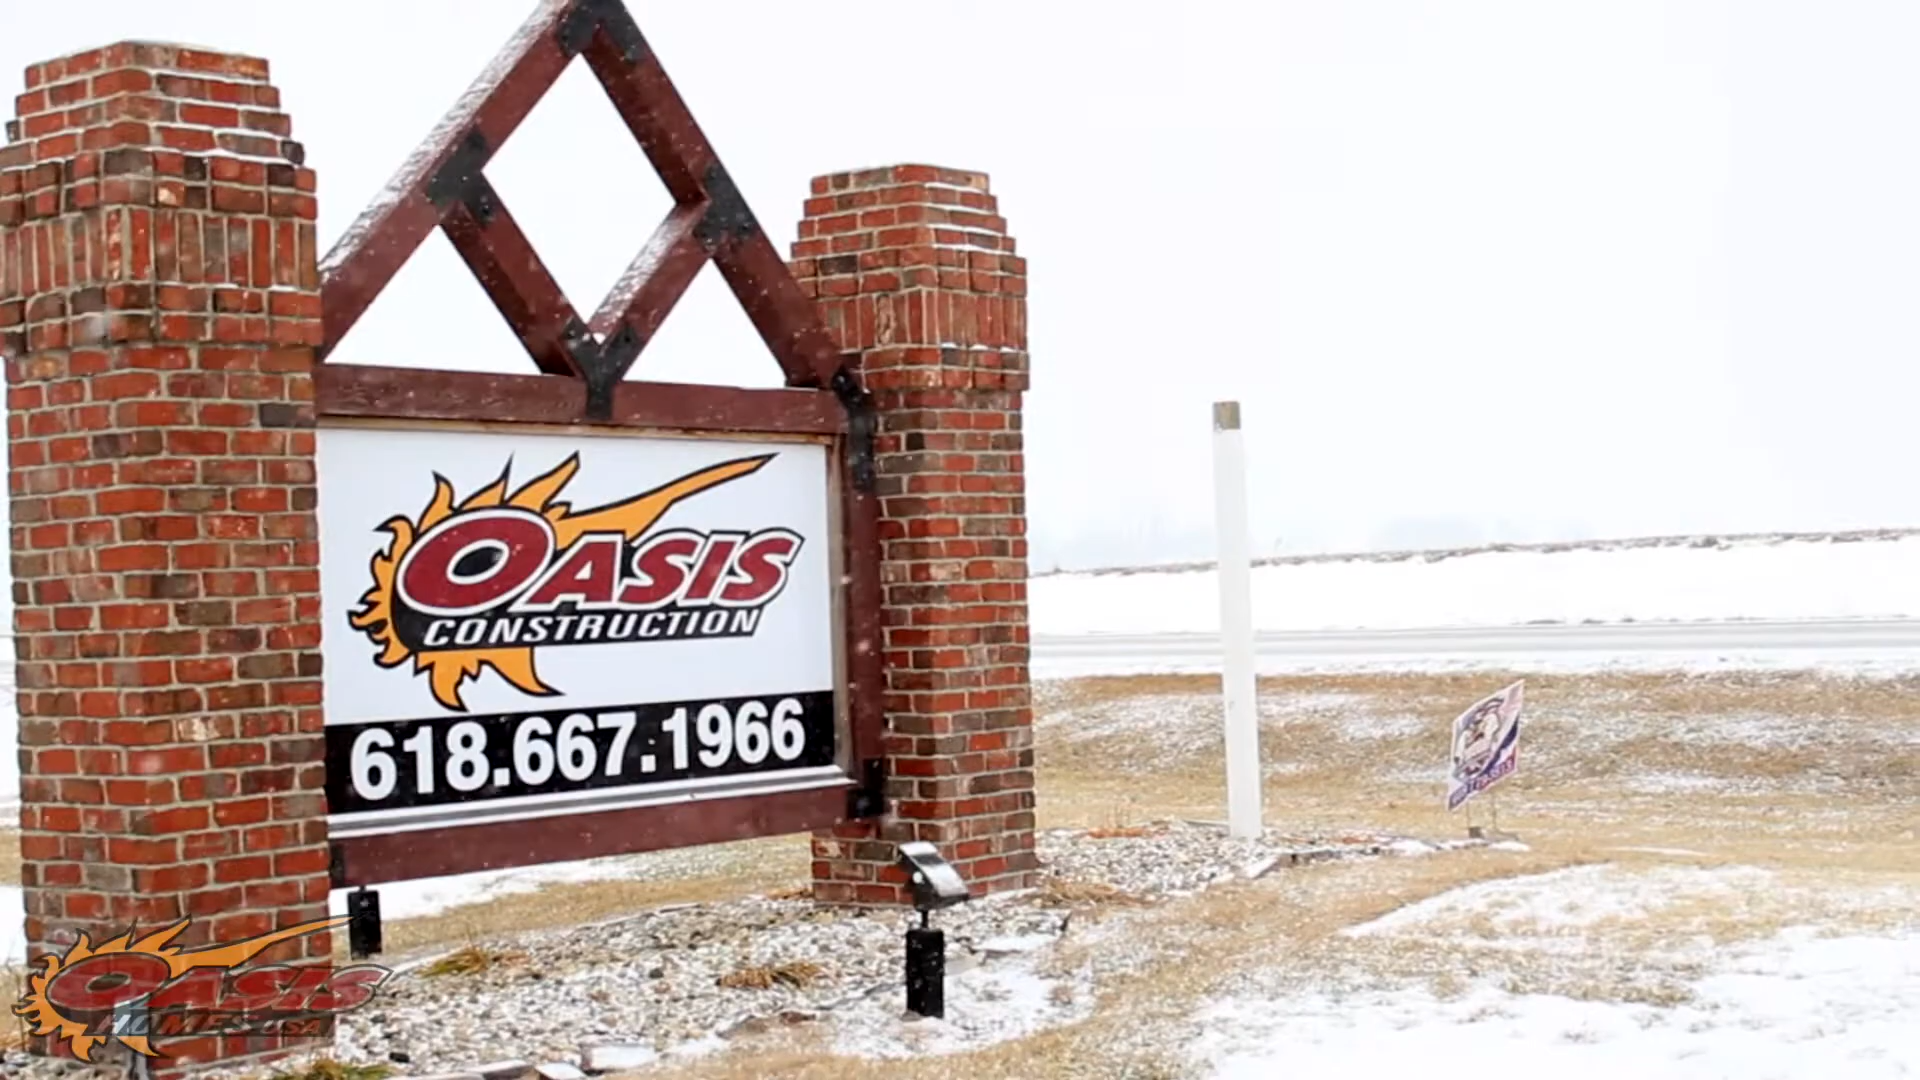 OASIS
CONSTRUCTION
618.667.1966
OASIS
HOMES USA